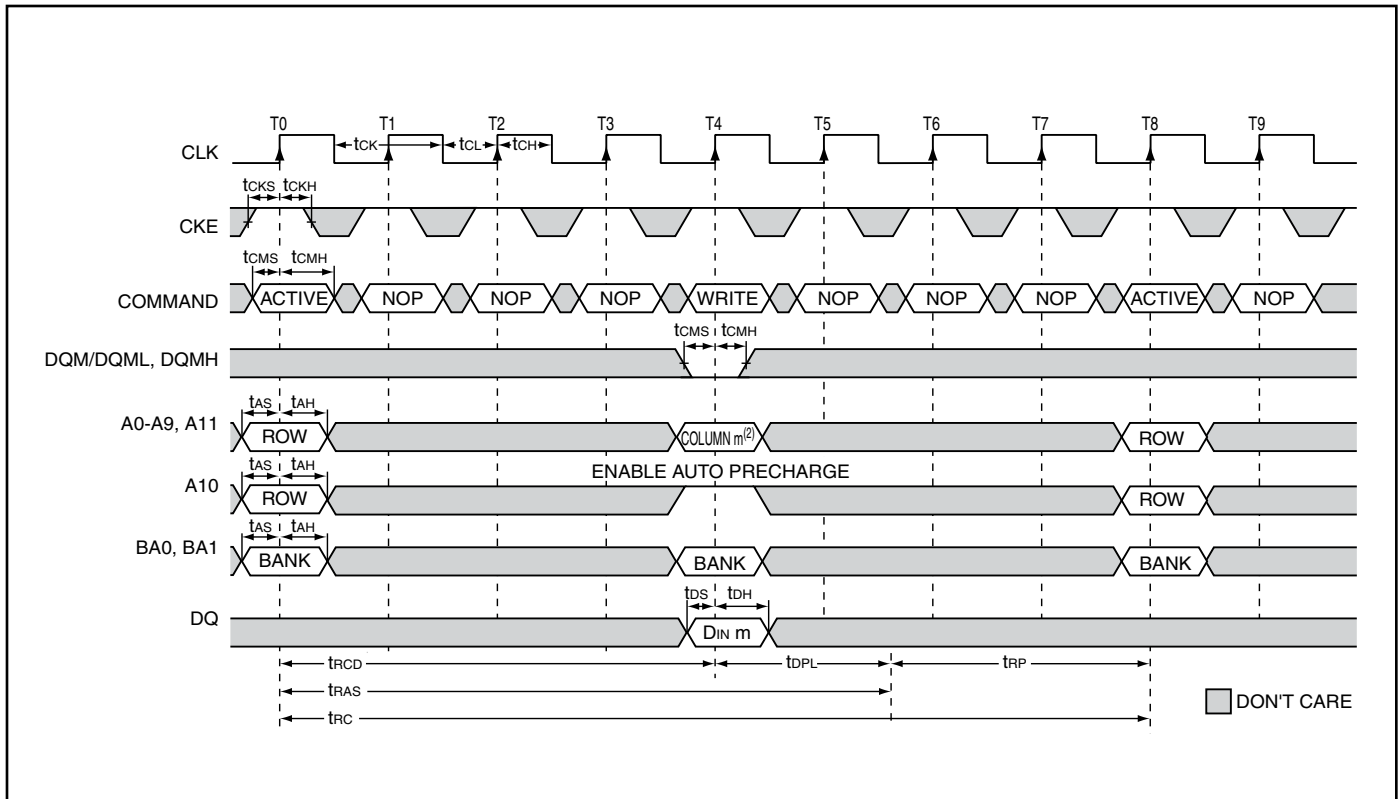 T0 T1 T2 T3 T4 T5 T6 T7 T8 T9
CLK tCK tCL tCH
tCKS tCKH
CKE
tCMS tCMH
COMMAND ACTIVE NOP NOP NOP WRITE NOP NOP NOP ACTIVE NOP
tCMS tCMH
DQM/DQML, DQMH
tAS tAH
A0-A9, A11 ROW COLUMN m(2) ROW
tAS tAH ENABLE AUTO PRECHARGE
A10 ROW ROW
tAS tAH
BA0, BA1 BANK BANK BANK
tDS tDH
DQ DIN m
tRCD tDPL tRP
tRAS
DON'T CARE
tRC